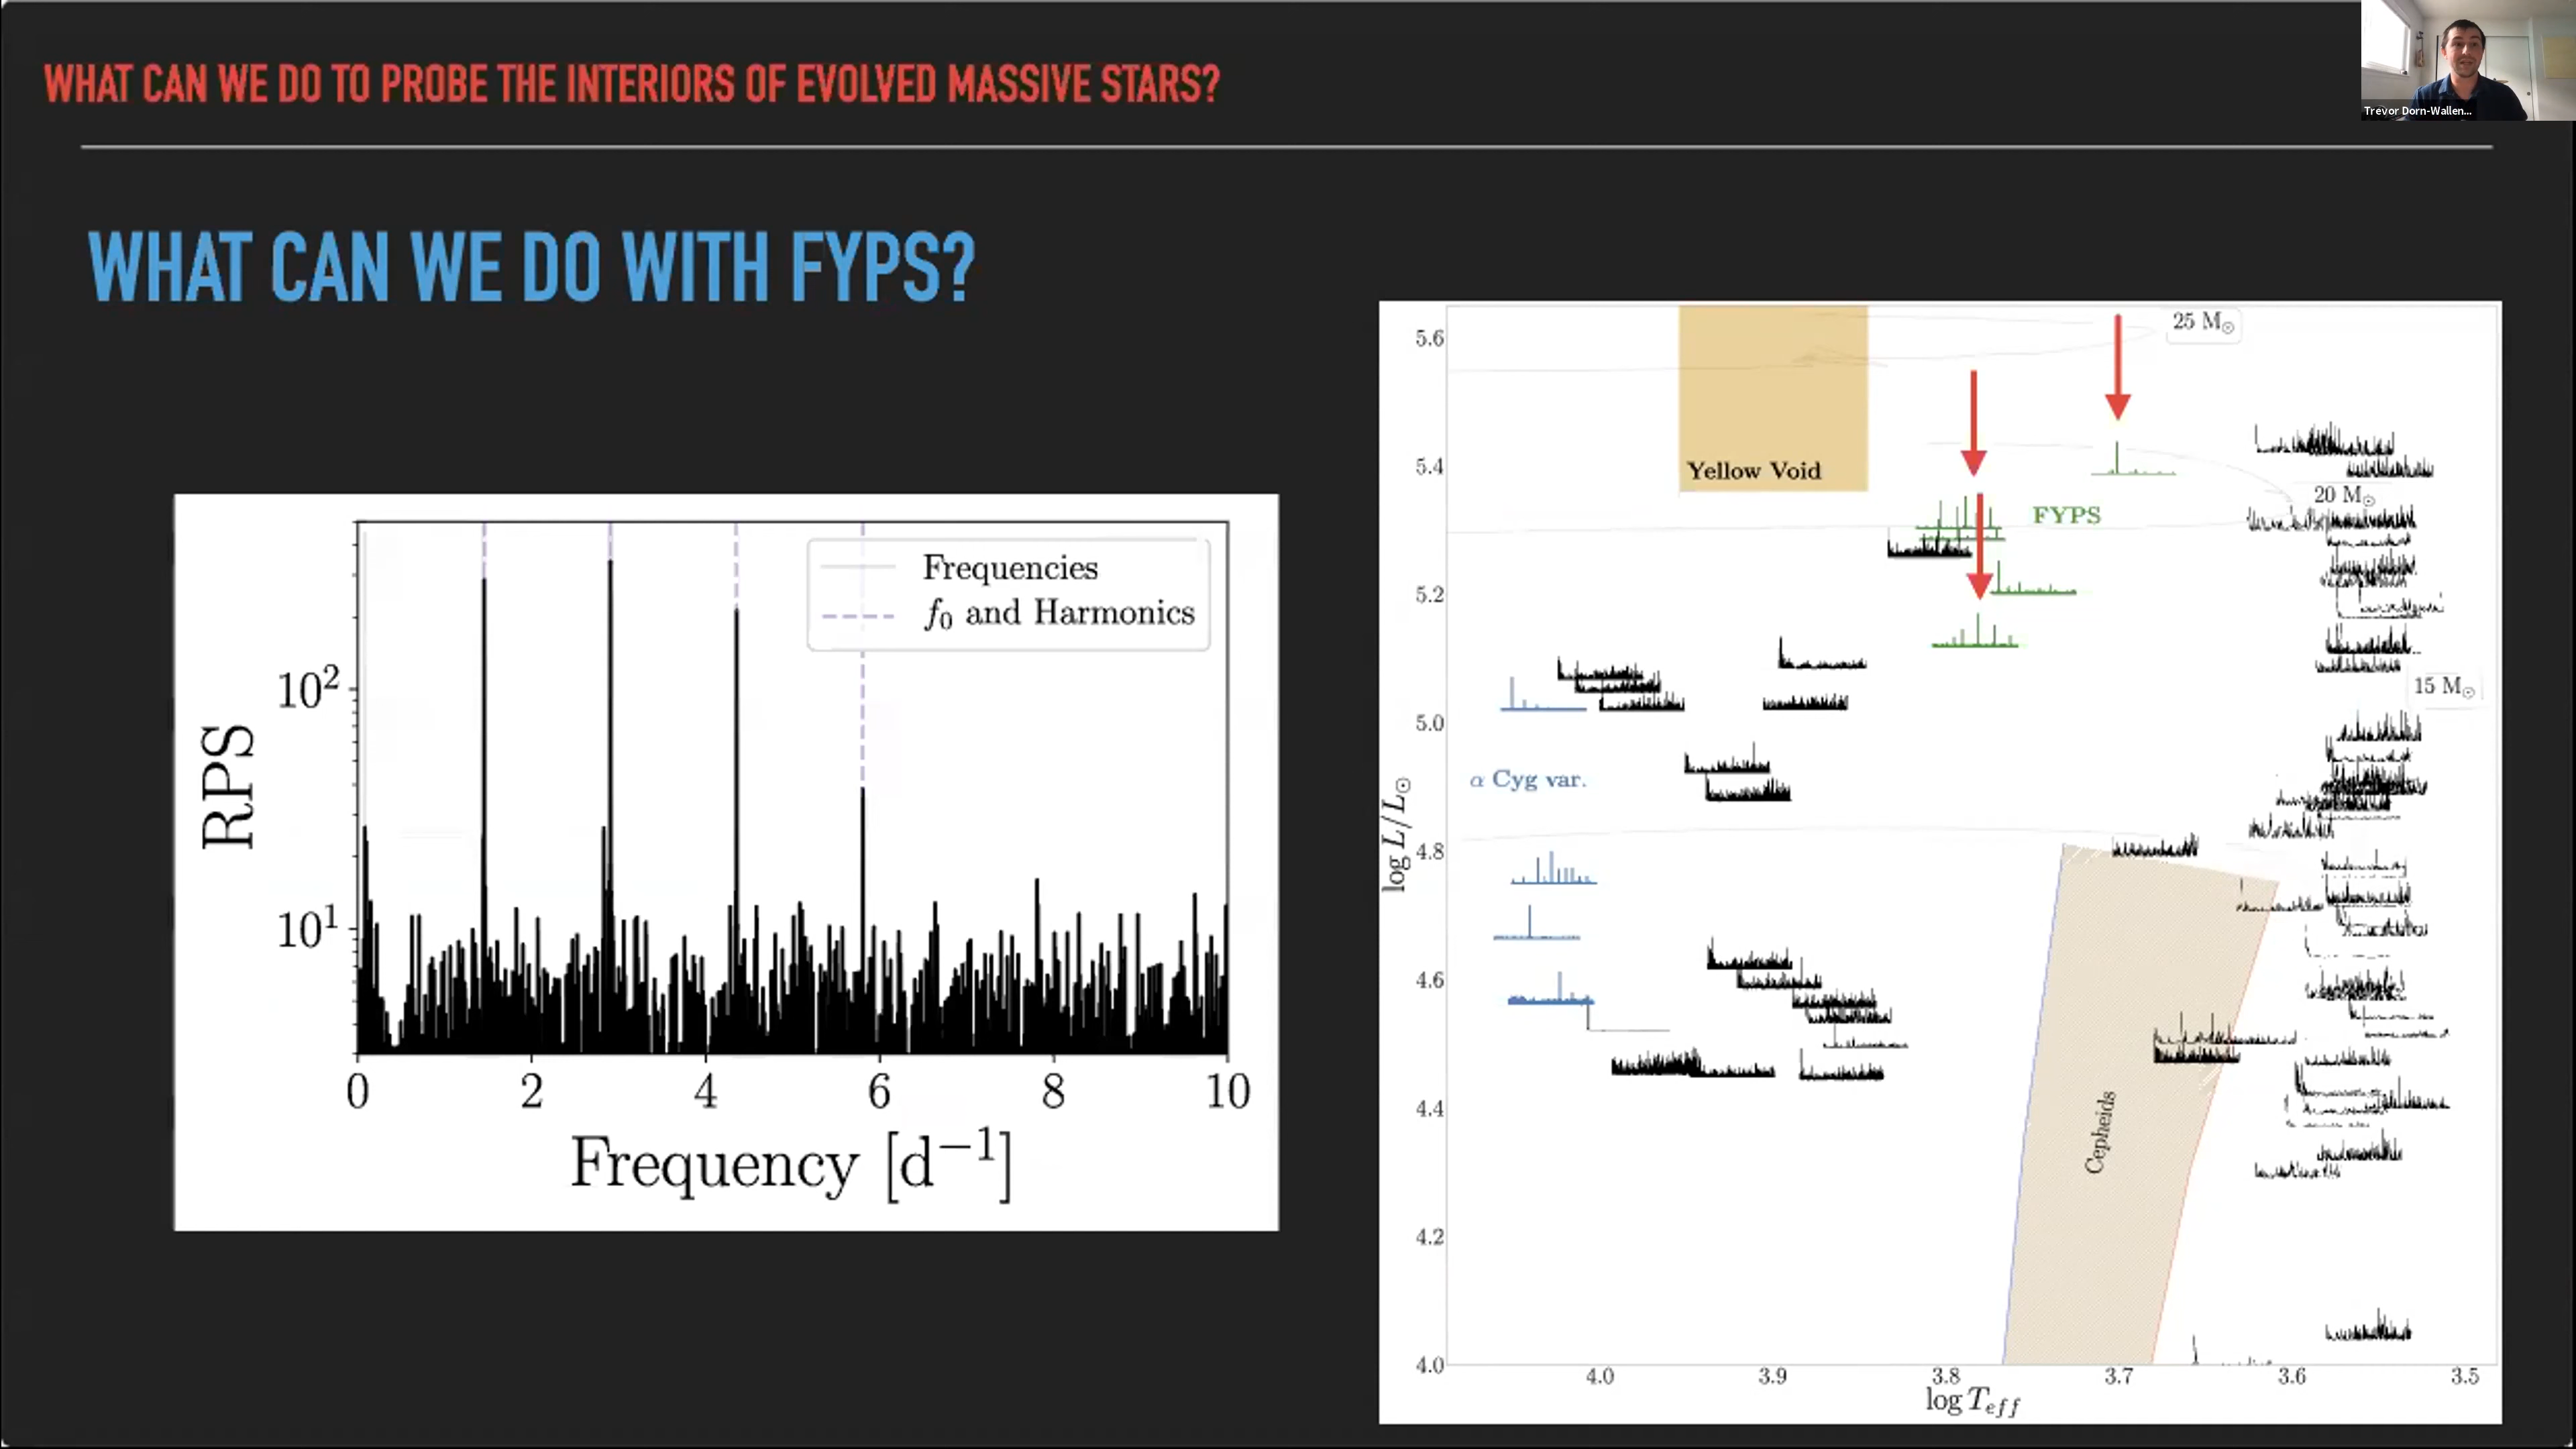 WHAT CAN WE DO TO PROBE THE INTERIORS OF EVOLVED MASSIVE STARS?
Trevor Dorn-Wallen...
WHAT CAN WE DO WITH FYPS?
RPS
10²
10¹
0 2 4 6 8 10
Frequency [d⁻¹]
Frequencies
f₀ and Harmonics
log L/L⊙
5.6
5.4
5.2
5.0
4.8
4.6
4.4
4.2
4.0
25 M⊙
Yellow Void
20 M⊙
FYPS
15 M⊙
α Cyg var.
Cepheids
4.0 3.9 3.8 3.7 3.6 3.5
log T_eff